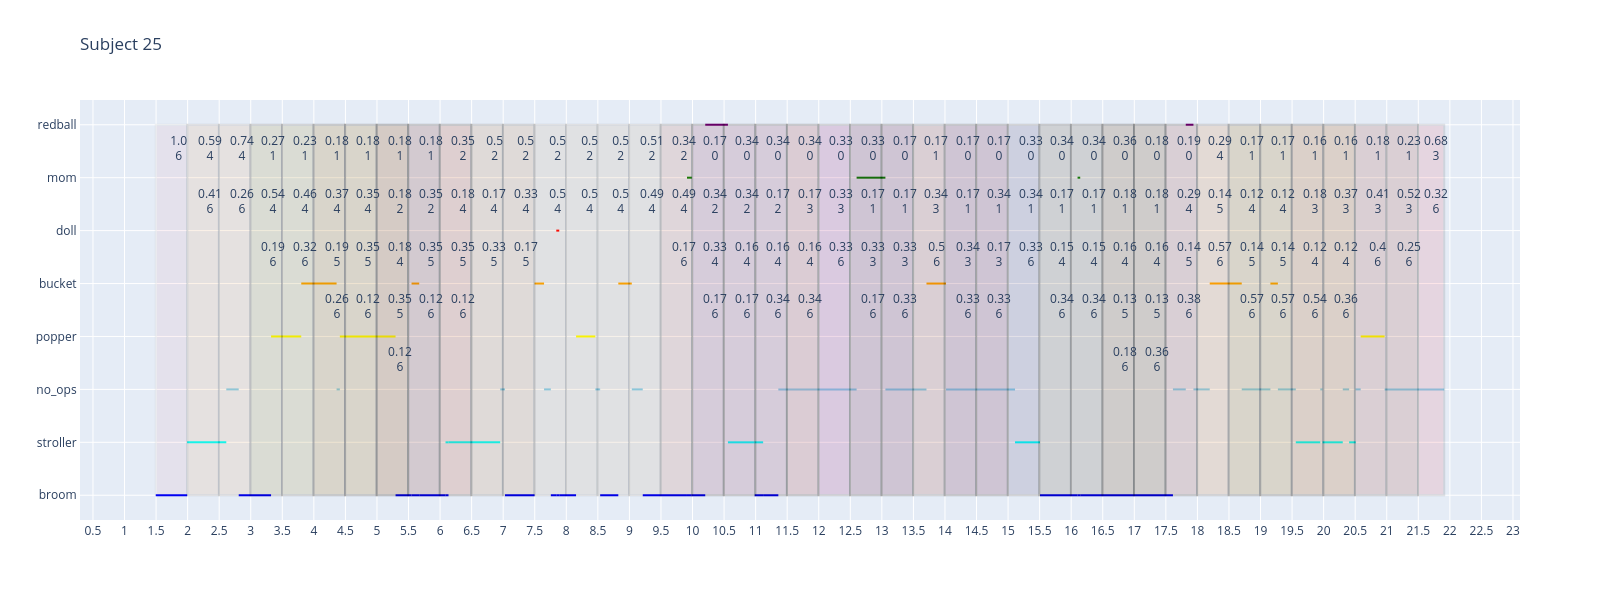 Subject 25
redball
1.0 0.59 0.74 0.27 0.23 0.18 0.18 0.18 0.18 0.35 0.5 0.5 0.5 0.5 0.5 0.51 0.34 0.17 0.34 0.34 0.34 0.33 0.33 0.17 0.17 0.17 0.17 0.33 0.34 0.34 0.36 0.18 0.19 0.29 0.17 0.17 0.16 0.16 0.18 0.23 0.68
6 4 4 1 1 1 1 1 1 2 2 2 2 2 2 2 2 0 0 0 0 0 0 0 1 0 0 0 0 0 0 0 0 4 1 1 1 1 1 1 3
mom
0.41 0.26 0.54 0.46 0.37 0.35 0.18 0.35 0.18 0.17 0.33 0.5 0.5 0.5 0.49 0.49 0.34 0.34 0.17 0.17 0.33 0.17 0.17 0.34 0.17 0.34 0.34 0.17 0.17 0.18 0.18 0.29 0.14 0.12 0.12 0.18 0.37 0.41 0.52 0.32
6 6 4 4 4 4 2 2 4 4 4 4 4 4 4 4 2 2 2 3 3 1 1 3 1 1 1 1 1 1 1 4 5 4 4 3 3 3 3 6
doll
0.19 0.32 0.19 0.35 0.18 0.35 0.35 0.33 0.17 0.17 0.33 0.16 0.16 0.16 0.33 0.33 0.33 0.5 0.34 0.17 0.33 0.15 0.15 0.16 0.16 0.14 0.57 0.14 0.14 0.12 0.12 0.4 0.25
6 6 5 5 4 5 5 5 5 6 4 4 4 4 6 3 3 6 3 3 6 4 4 4 4 5 6 5 5 4 4 6 6
bucket
0.26 0.12 0.35 0.12 0.12 0.17 0.17 0.34 0.34 0.17 0.33 0.33 0.33 0.34 0.34 0.13 0.13 0.38 0.57 0.57 0.54 0.36
6 6 5 6 6 6 6 6 6 6 6 6 6 6 6 5 5 6 6 6 6 6
popper
0.12 0.18 0.36
6 6 6
no_ops
stroller
broom
0.5 1 1.5 2 2.5 3 3.5 4 4.5 5 5.5 6 6.5 7 7.5 8 8.5 9 9.5 10 10.5 11 11.5 12 12.5 13 13.5 14 14.5 15 15.5 16 16.5 17 17.5 18 18.5 19 19.5 20 20.5 21 21.5 22 22.5 23